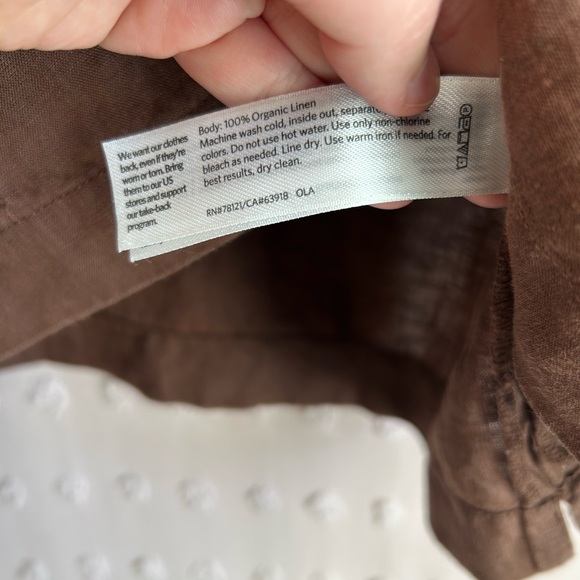 We want our clothes
back, even if they're
worn or torn. Bring
them to our US
stores and support
our take-back
program.
Body: 100% Organic Linen
Machine wash cold, inside out, separate
colors. Do not use hot water. Use only non-chlorine
bleach as needed. Line dry. Use warm iron if needed. For
best results, dry clean.
RN#78121/CA#63918 OLA